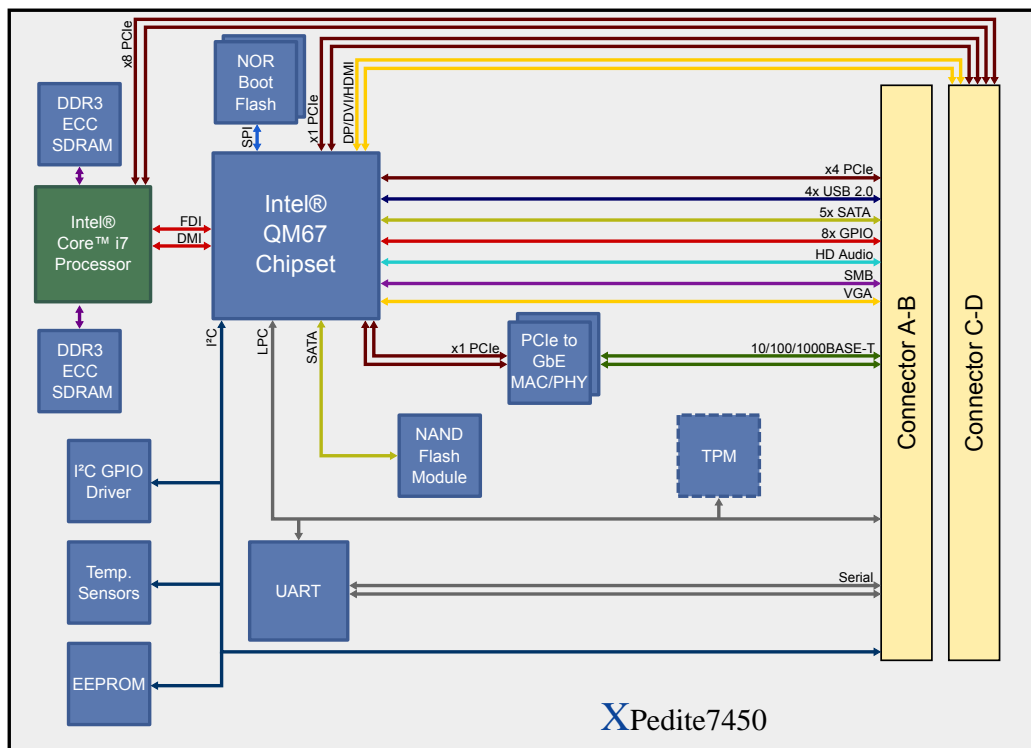 x8 PCIe
NOR
Boot
Flash
SPI
x1 PCIe
DP/DVI/HDMI
DDR3
ECC
SDRAM
Intel®
Core™ i7
Processor
FDI
DMI
Intel®
QM67
Chipset
x4 PCIe
4x USB 2.0
5x SATA
8x GPIO
HD Audio
SMB
VGA
Connector A-B
Connector C-D
DDR3
ECC
SDRAM
I²C
LPC
SATA
x1 PCIe
PCIe to
GbE
MAC/PHY
10/100/1000BASE-T
NAND
Flash
Module
TPM
I²C GPIO
Driver
Temp.
Sensors
UART
Serial
EEPROM
XPedite7450